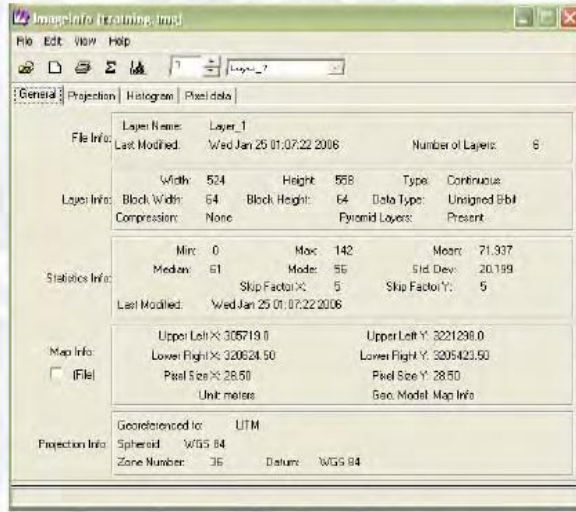 ImageInfo (training.img)
File Edit View Help
General Projection Histogram Pixel data
File Info: Layer Name: Layer_1
Last Modified: Wed Jan 25 01:07:22 2006 Number of Layers: 6
Layer Info: Width: 524 Height: 558 Type: Continuous
Block Width: 64 Block Height: 64 Data Type: Unsigned 8-bit
Compression: None Pyramid Layers: Present
Statistics Info: Min: 0 Max: 142 Mean: 71.937
Median: 61 Mode: 56 Std. Dev: 20.199
Skip Factor X: 5 Skip Factor Y: 5
Last Modified: Wed Jan 25 01:07:22 2006
Map Info: (File) Upper Left X: 305719.0 Upper Left Y: 3221298.0
Lower Right X: 320624.50 Lower Right Y: 3205423.50
Pixel Size X: 28.50 Pixel Size Y: 28.50
Unit: meters Geo. Model: Map Info
Projection Info: Georeferenced to: UTM
Spheroid: WGS 84
Zone Number: 36 Datum: WGS 84